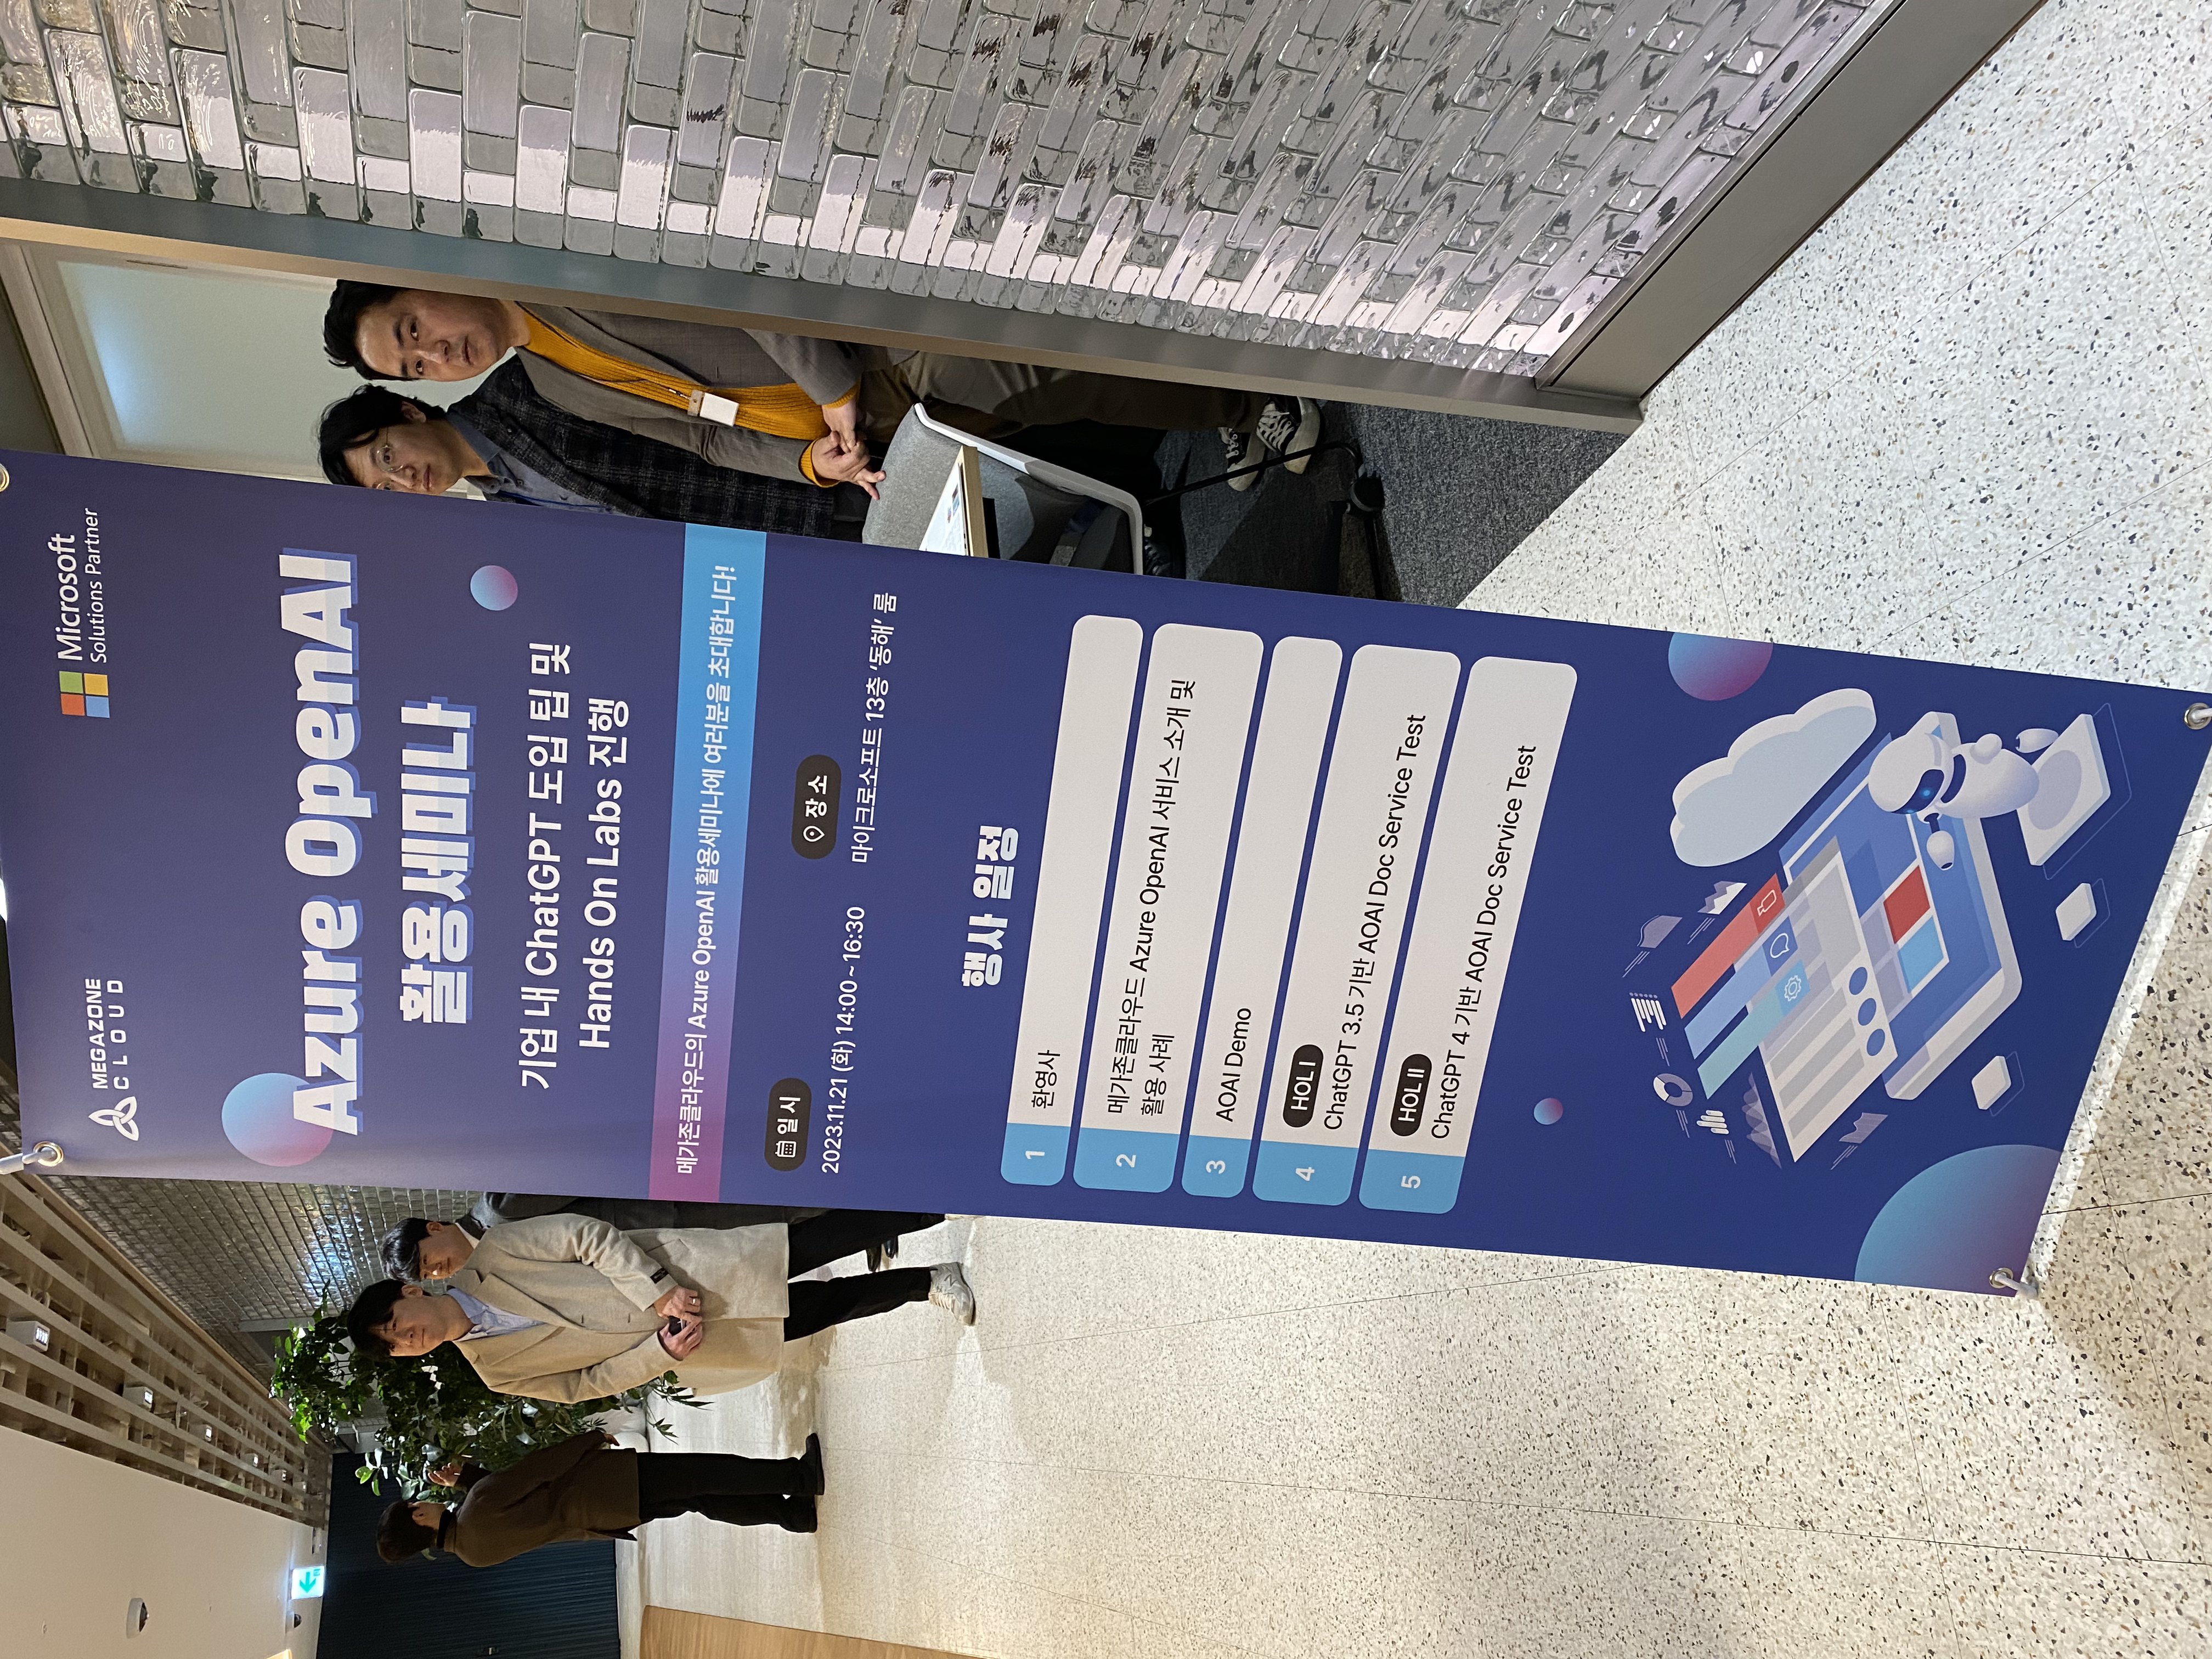 MEGAZONE
CLOUD
Microsoft
Solutions Partner
Azure OpenAI
활용세미나
기업 내 ChatGPT 도입 팁 및
Hands On Labs 진행
메가존클라우드의 Azure OpenAI 활용세미나에 여러분을 초대합니다!
일시
2023.11.21 (화) 14:00~16:30
장소
마이크로소프트 13층 ‘동해’ 룸
행사 일정
1 환영사
2 메가존클라우드 Azure OpenAI 서비스 소개 및
활용 사례
3 AOAI Demo
4 HOL I
ChatGPT 3.5 기반 AOAI Doc Service Test
5 HOL II
ChatGPT 4 기반 AOAI Doc Service Test